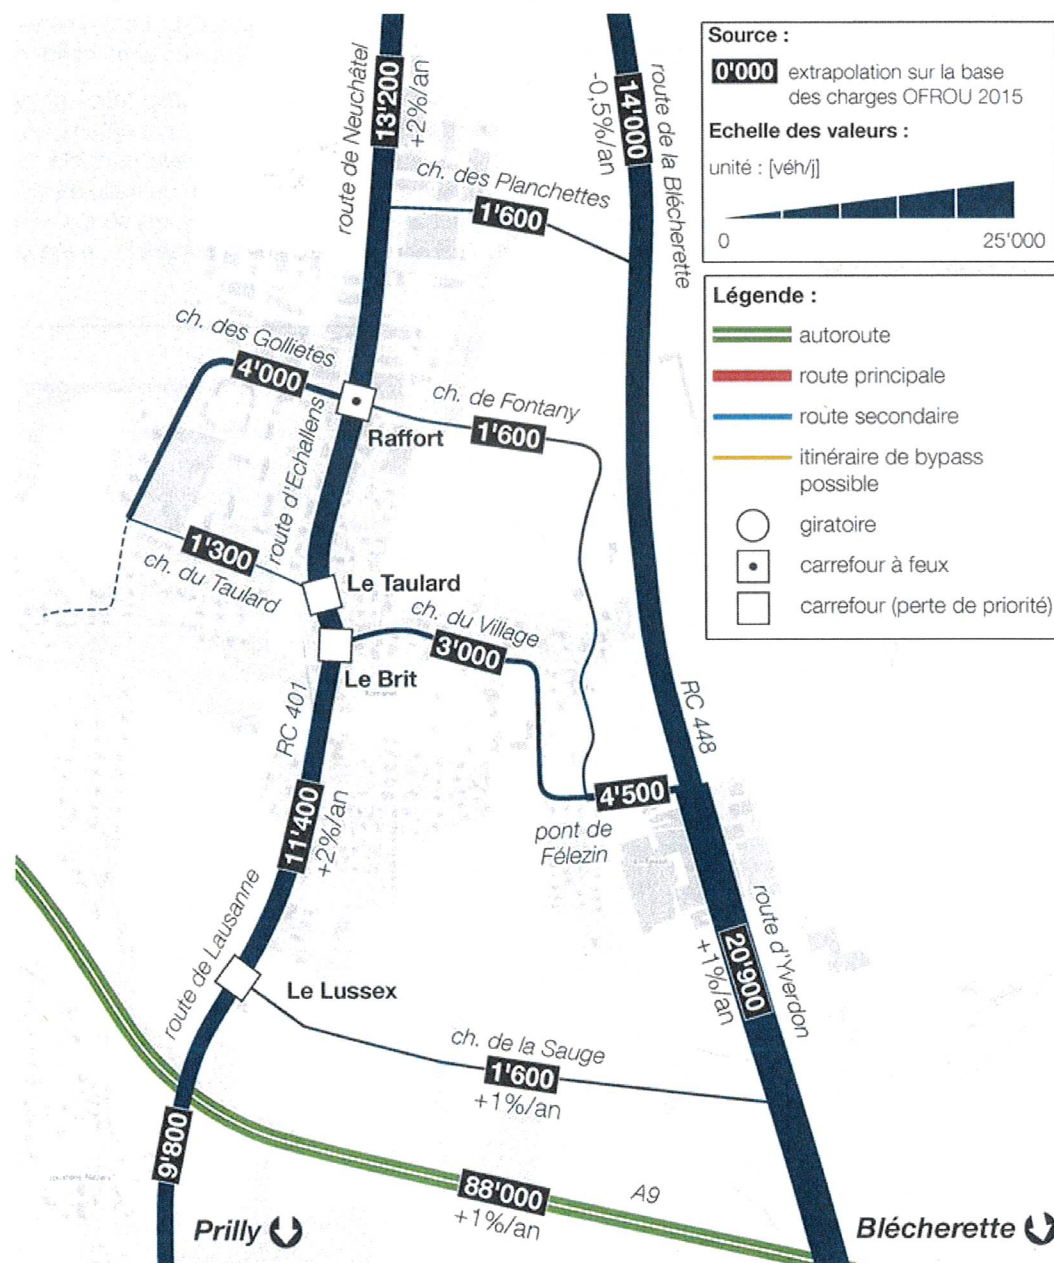 Source :
0'000 extrapolation sur la base
des charges OFROU 2015
Echelle des valeurs :
unité : [véh/j]
0 25'000
Légende :
autoroute
route principale
route secondaire
itinéraire de bypass
possible
giratoire
carrefour à feux
carrefour (perte de priorité)
route de Neuchâtel
13'200
+2%/an
14'000
-0,5%/an
route de la Blécherette
ch. des Planchettes
1'600
ch. des Gollietes
4'000
Raffort
ch. de Fontany
1'600
route d'Echallens
1'300
ch. du Taulard
Le Taulard
ch. du Village
3'000
Le Brit
RC 401
RC 448
11'400
+2%/an
4'500
pont de
Félezin
route de Lausanne
20'900
+1%/an
route d'Yverdon
Le Lussex
ch. de la Sauge
1'600
+1%/an
9'800
88'000
+1%/an
A9
Prilly
Blécherette